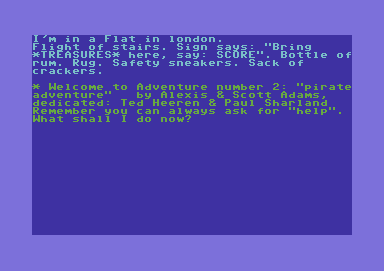 I'm in a Flat in london.
Flight of stairs. Sign says: "Bring
*TREASURES* here, say: SCORE". Bottle of
rum. Rug. Safety sneakers. Sack of
crackers.
* Welcome to Adventure number 2: "pirate
adventure" by Alexis & Scott Adams,
dedicated: Ted Heeren & Paul Sharland
Remember you can always ask for "help".
What shall I do now?